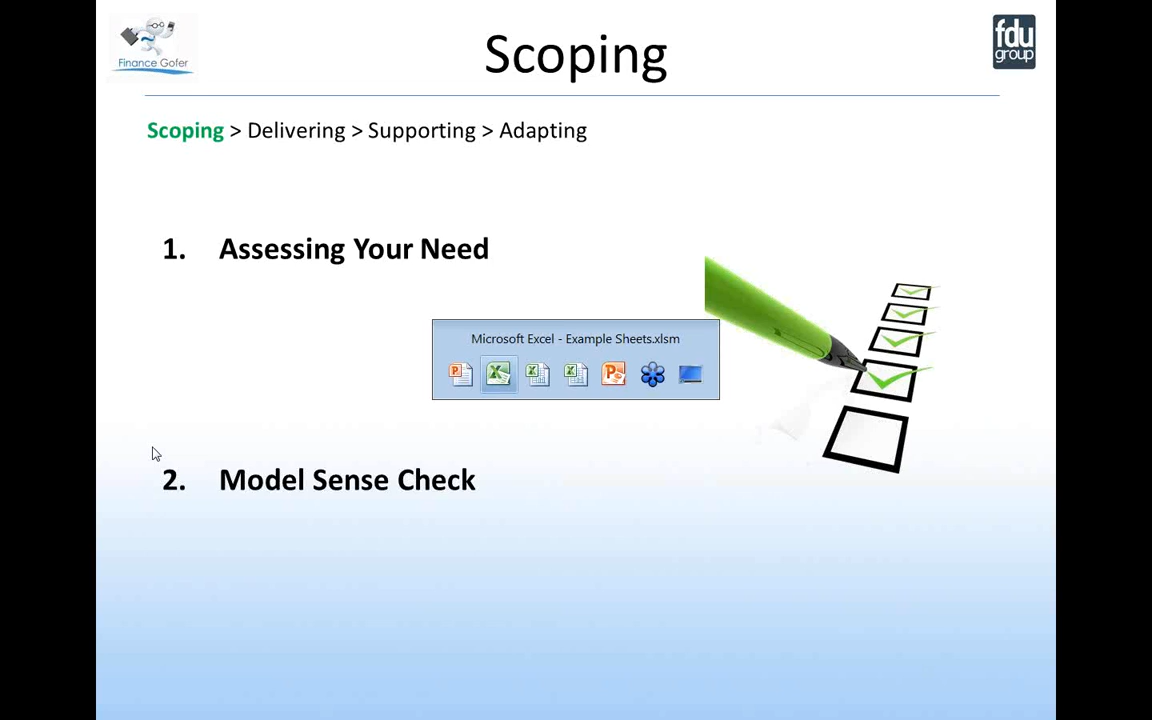 Finance Gofer
Scoping
fdu
group
Scoping > Delivering > Supporting > Adapting
1. Assessing Your Need
Microsoft Excel - Example Sheets.xlsm
2. Model Sense Check